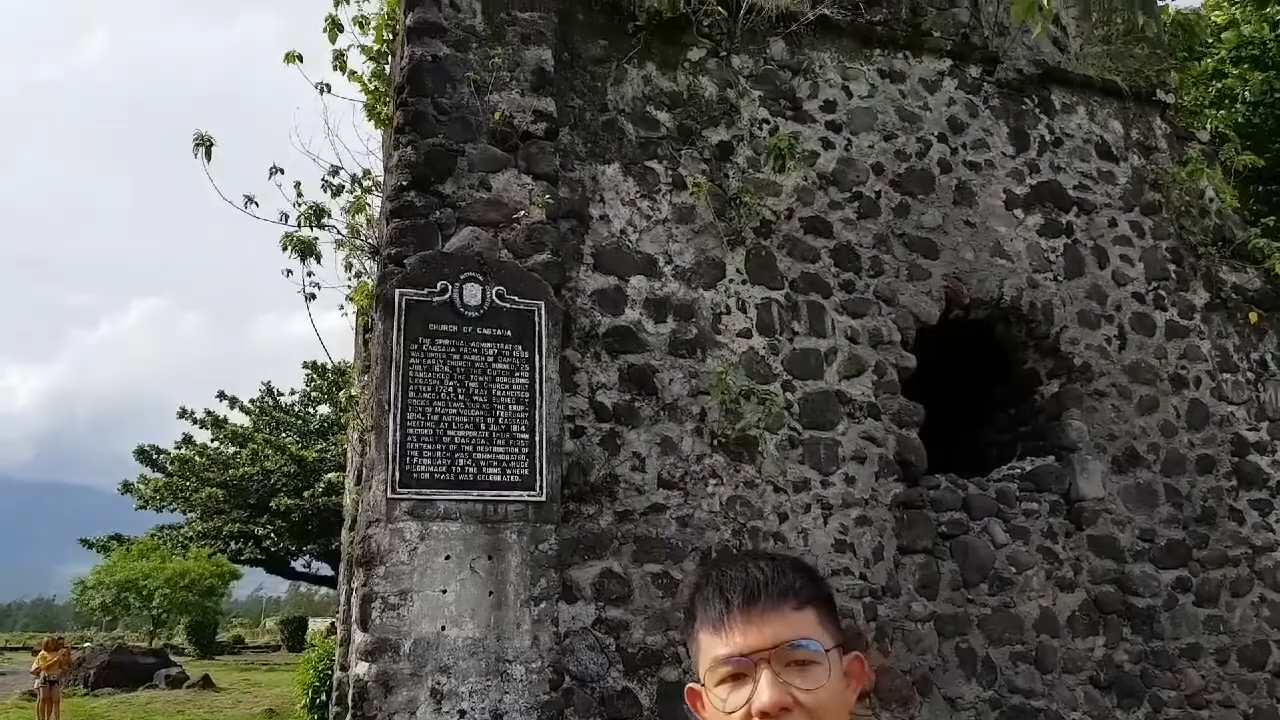 CHURCH OF CAGSAUA
THE SPIRITUAL ADMINISTRATION
OF CAGSAUA FROM 1587 TO 1595
WAS UNDER THE PARISH OF CAMALIG.
AN EARLY CHURCH WAS BURNED, 25
JULY 1636, BY THE DUTCH WHO
RANSACKED THE TOWNS BORDERING
LEGASPI BAY. THIS CHURCH BUILT
AFTER 1724 BY FRAY FRANCISCO
BLANCO, O.F.M., WAS BURIED BY
ROCKS AND LAVA DURING THE ERUP-
TION OF MAYON VOLCANO, 1 FEBRUARY
1814. THE AUTHORITIES OF CAGSAUA
MEETING AT LIGAO, 6 JULY 1814,
DECIDED TO INCORPORATE THEIR TOWN
AS PART OF DARAGA. THE FIRST
CENTENARY OF THE DESTRUCTION OF
THE CHURCH WAS COMMEMORATED,
1 FEBRUARY 1914, WITH A HUGE
PILGRIMAGE TO THE RUINS WHERE
HIGH MASS WAS CELEBRATED.